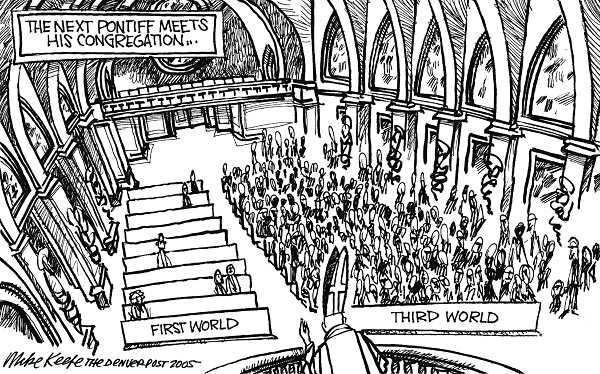 THE NEXT PONTIFF MEETS
HIS CONGREGATION...
FIRST WORLD
THIRD WORLD
Mike Keefe THE DENVER POST 2005